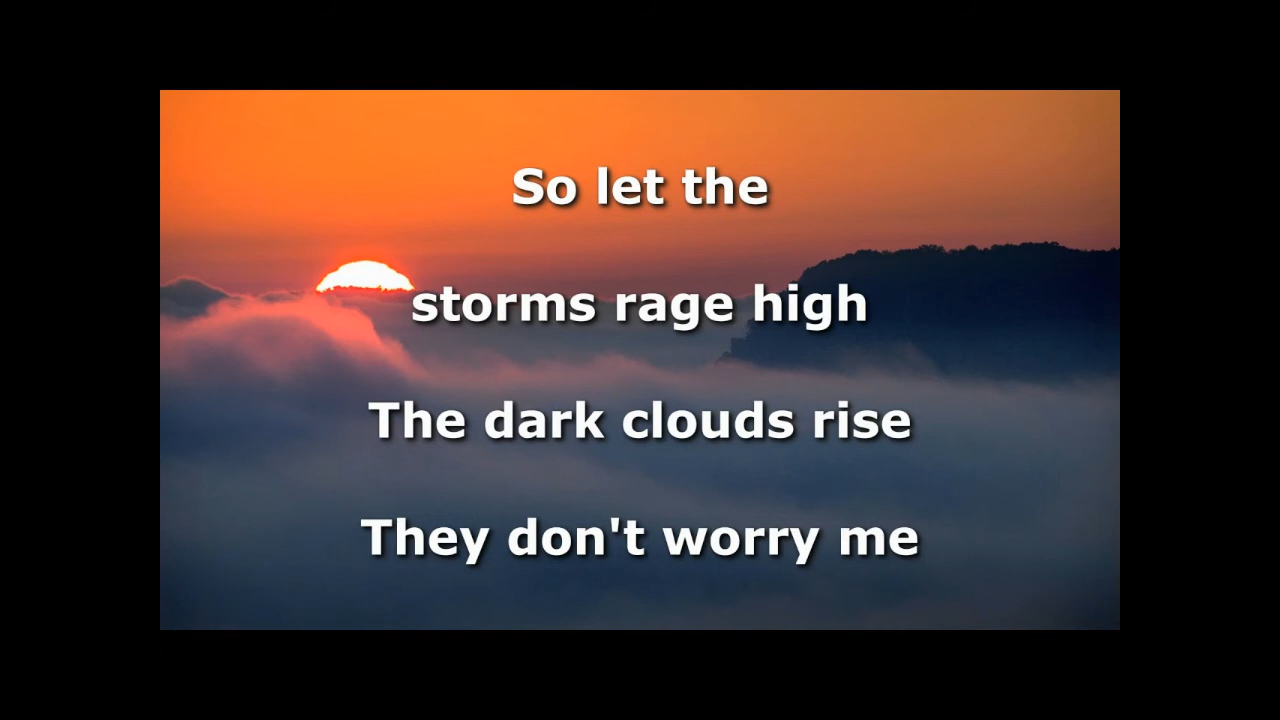 So let the
storms rage high
The dark clouds rise
They don't worry me